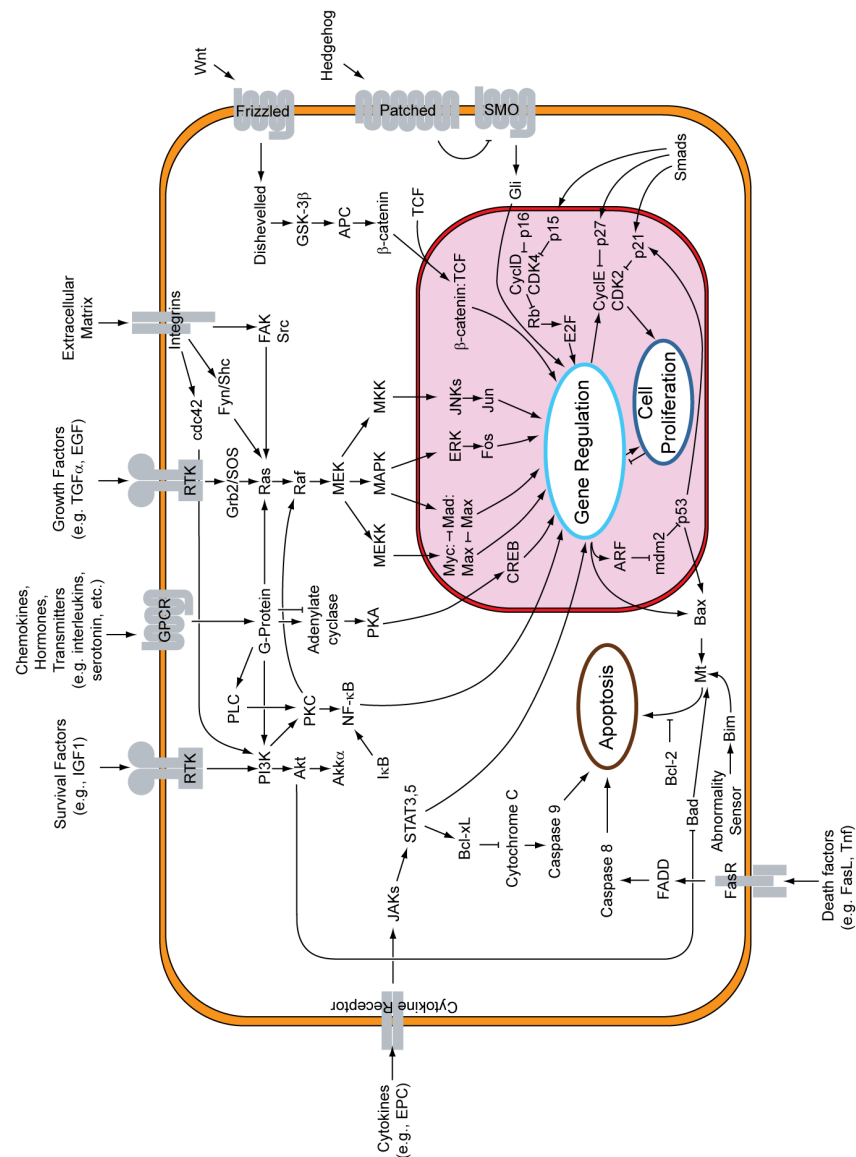 Survival Factors
(e.g., IGF1)
Chemokines,
Hormones,
Transmitters
(e.g. interleukins,
serotonin, etc.)
Growth Factors
(e.g. TGFα, EGF)
Extracellular
Matrix
Wnt
Hedgehog
RTK
GPCR
RTK
Integrins
Frizzled
Patched
SMO
cdc42
Fyn/Shc
Grb2/SOS
FAK
Src
Dishevelled
GSK-3β
APC
β-catenin
TCF
β-catenin:TCF
Gli
PLC
G-Protein
Ras
PI3K
PKC
Adenylate
cyclase
Raf
Akt
Akkα
NF-κB
IκB
PKA
MEK
MEKK
MAPK
MKK
Myc:
Max
Mad:
Max
ERK
Fos
JNKs
Jun
CREB
CyclD
CDK4
p16
p15
Rb
E2F
CyclE
CDK2
p27
p21
Smads
Gene Regulation
Cell
Proliferation
ARF
mdm2
p53
Bax
Mt
Cytokines
(e.g., EPC)
Cytokine Receptor
JAKs
STAT3,5
Bcl-xL
Cytochrome C
Caspase 9
Caspase 8
Apoptosis
FADD
Bcl-2
Bad
Abnormality
Sensor
Bim
FasR
Death factors
(e.g. FasL, Tnf)